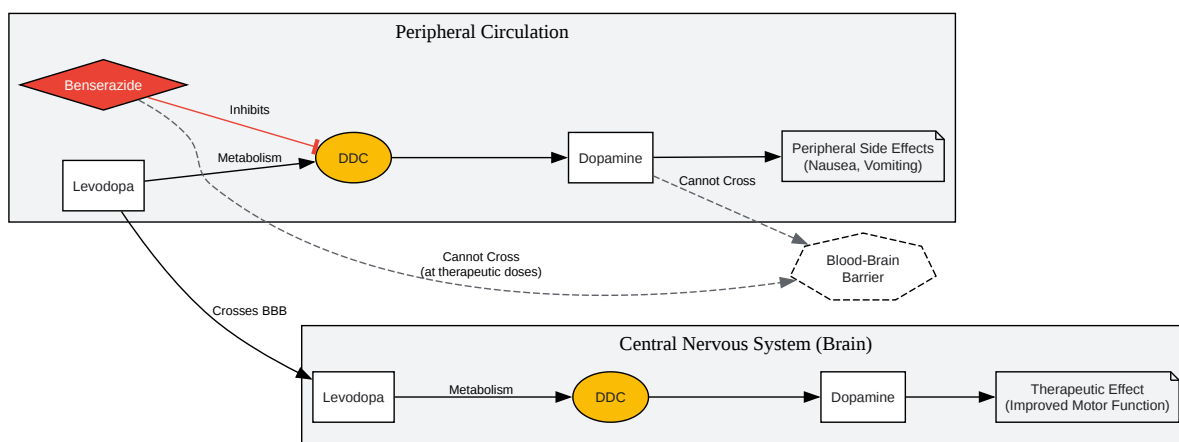 Peripheral Circulation
Benserazide
Inhibits
Metabolism
DDC
Dopamine
Peripheral Side Effects
(Nausea, Vomiting)
Levodopa
Cannot Cross
Cannot Cross
(at therapeutic doses)
Blood-Brain
Barrier
Crosses BBB
Central Nervous System (Brain)
Levodopa
Metabolism
DDC
Dopamine
Therapeutic Effect
(Improved Motor Function)